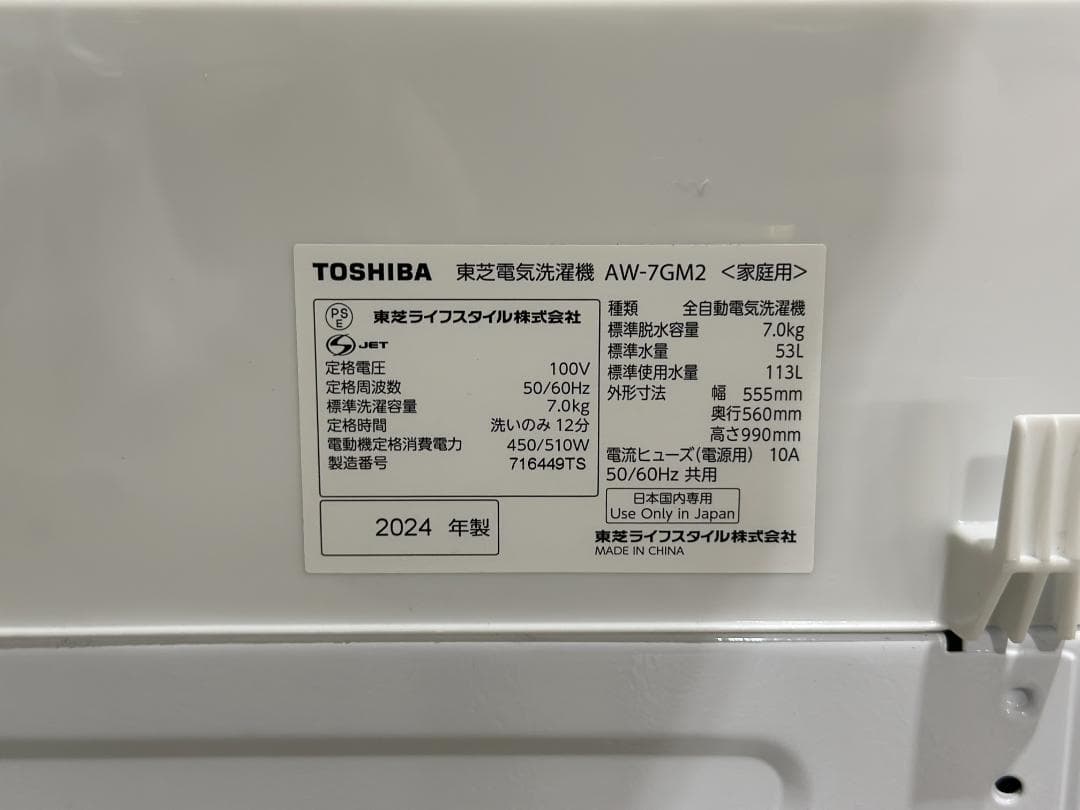 TOSHIBA 東芝電気洗濯機 AW-7GM2 <家庭用>
PS
E
東芝ライフスタイル株式会社
S JET
定格電圧 100V
定格周波数 50/60Hz
標準洗濯容量 7.0kg
定格時間 洗いのみ 12分
電動機定格消費電力 450/510W
製造番号 716449TS
2024 年製
種類 全自動電気洗濯機
標準脱水容量 7.0kg
標準水量 53L
標準使用水量 113L
外形寸法 幅 555mm
奥行560mm
高さ990mm
電流ヒューズ(電源用) 10A
50/60Hz 共用
日本国内専用
Use Only in Japan
東芝ライフスタイル株式会社
MADE IN CHINA